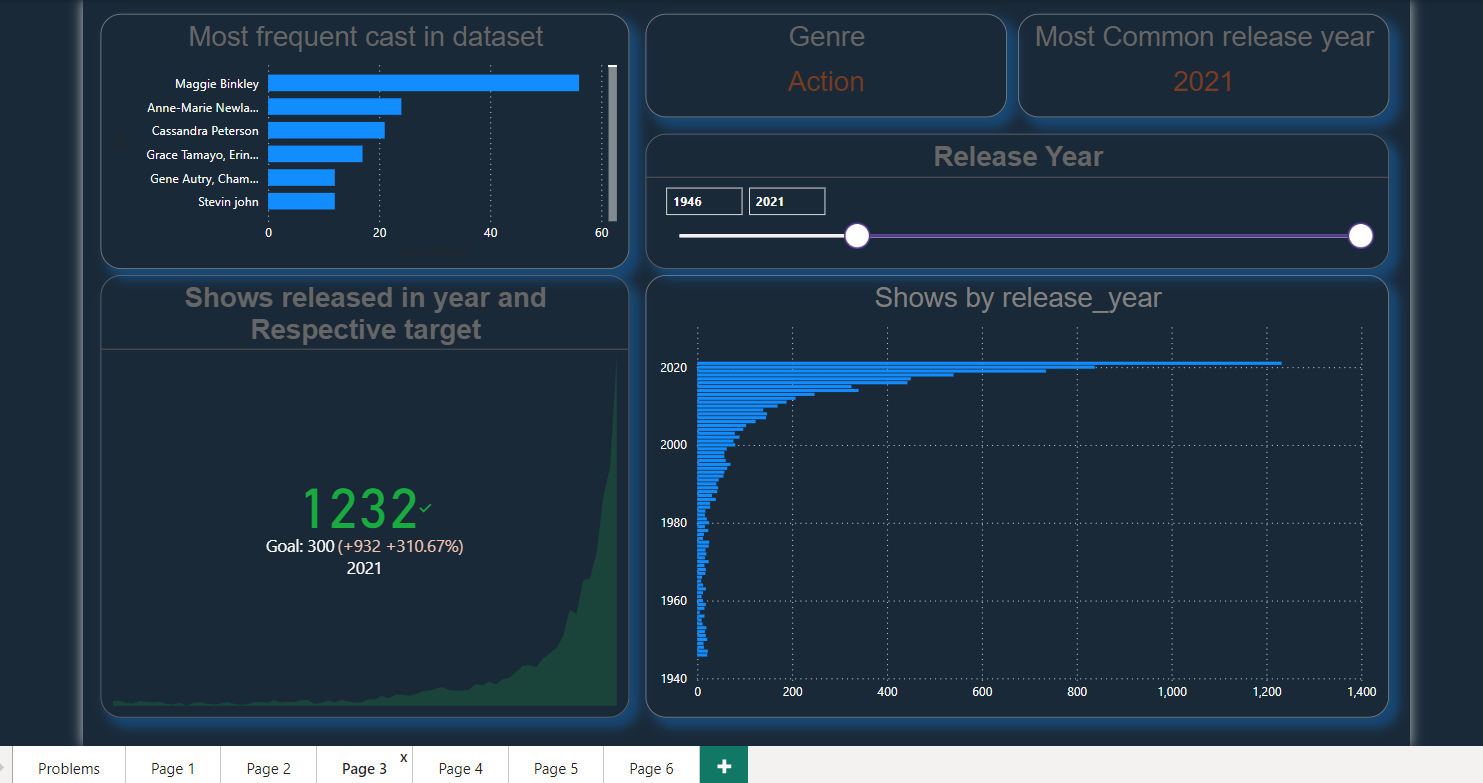 Most frequent cast in dataset
Maggie Binkley
Anne-Marie Newla...
Cassandra Peterson
Grace Tamayo, Erin...
Gene Autry, Cham...
Stevin john
0 20 40 60
Genre
Action
Most Common release year
2021
Release Year
1946 2021
Shows released in year and
Respective target
1232
Goal: 300 (+932 +310.67%)
2021
Shows by release_year
2020
2000
1980
1960
1940
0 200 400 600 800 1,000 1,200 1,400
Problems Page 1 Page 2 Page 3 x Page 4 Page 5 Page 6 +